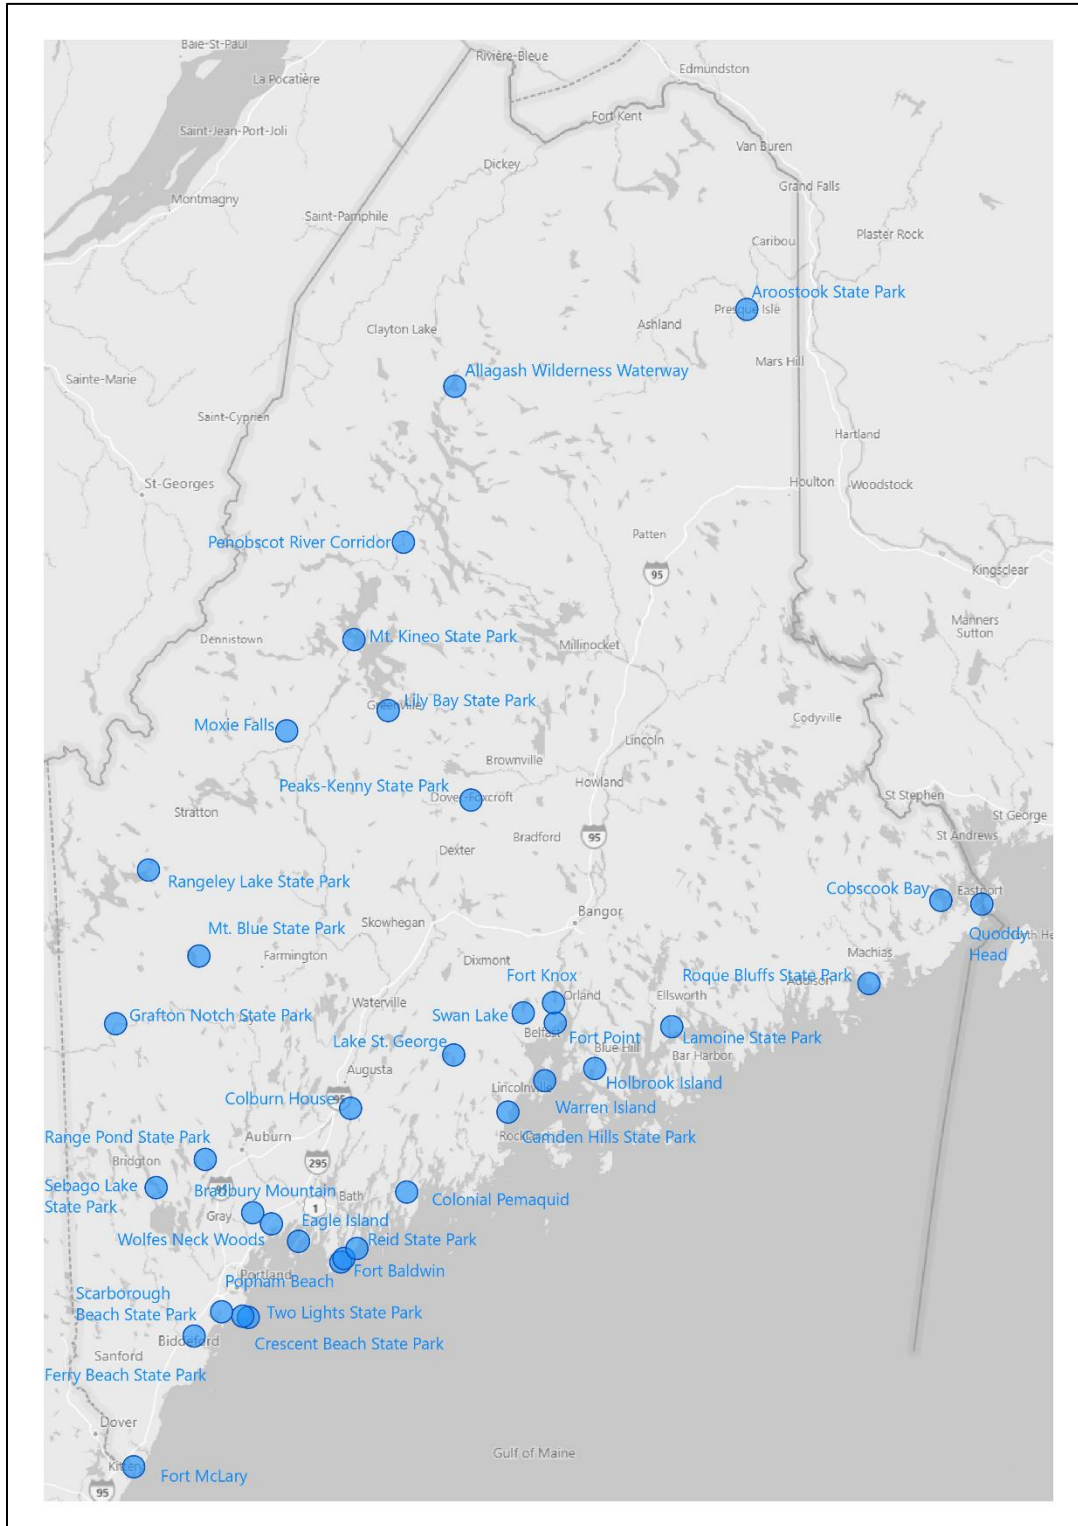 Baie-St-Paul
Rivière-Bleue
Edmundston
La Pocatière
Fort Kent
Saint-Jean-Port-Joli
Van Buren
Dickey
Grand Falls
Montmagny
Saint-Pamphile
Plaster Rock
Caribou
Aroostook State Park
Presque Isle
Ashland
Clayton Lake
Mars Hill
Allagash Wilderness Waterway
Sainte-Marie
Saint-Cyprien
Hartland
St-Georges
Houlton
Woodstock
Patten
Penobscot River Corridor
95
Kingsclear
Manners
Sutton
Dennistown
Mt. Kineo State Park
Millinocket
Lily Bay State Park
Greenville
Codyville
Moxie Falls
Lincoln
Brownville
Peaks-Kenny State Park
Howland
Dover-Foxcroft
St Stephen
Stratton
St George
St Andrews
Bradford
95
Dexter
Rangeley Lake State Park
Cobscook Bay
Eastport
Bangor
Skowhegan
Mt. Blue State Park
Quoddy
Head
Farmington
Dixmont
Machias
Fort Knox
Roque Bluffs State Park
Addison
Waterville
Orland
Ellsworth
Swan Lake
Grafton Notch State Park
Belfast
Fort Point
Lamoine State Park
Lake St. George
Blue Hill
Bar Harbor
Augusta
Lincolnville
Holbrook Island
Colburn House
95
Warren Island
Range Pond State Park
Auburn
Rockland
Camden Hills State Park
Bridgton
295
Sebago Lake
State Park
95
Bradbury Mountain
Bath
Colonial Pemaquid
1
Gray
Eagle Island
Wolfes Neck Woods
Reid State Park
Fort Baldwin
Portland
Popham Beach
Scarborough
Beach State Park
Two Lights State Park
Biddeford
Crescent Beach State Park
Sanford
Ferry Beach State Park
Dover
Gulf of Maine
Kittery
Fort McLary
95